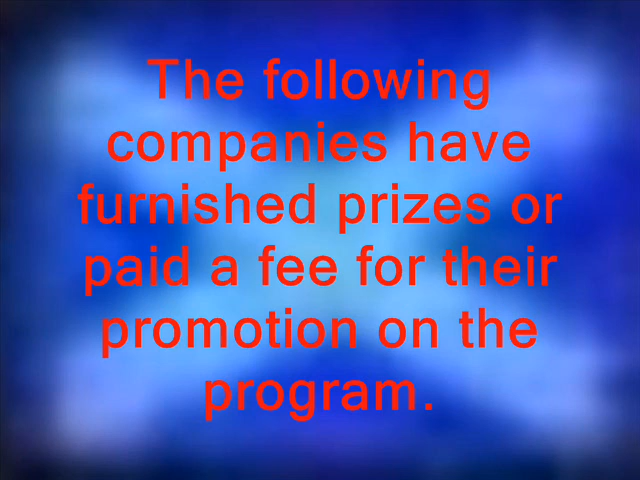 The following
companies have
furnished prizes or
paid a fee for their
promotion on the
program.